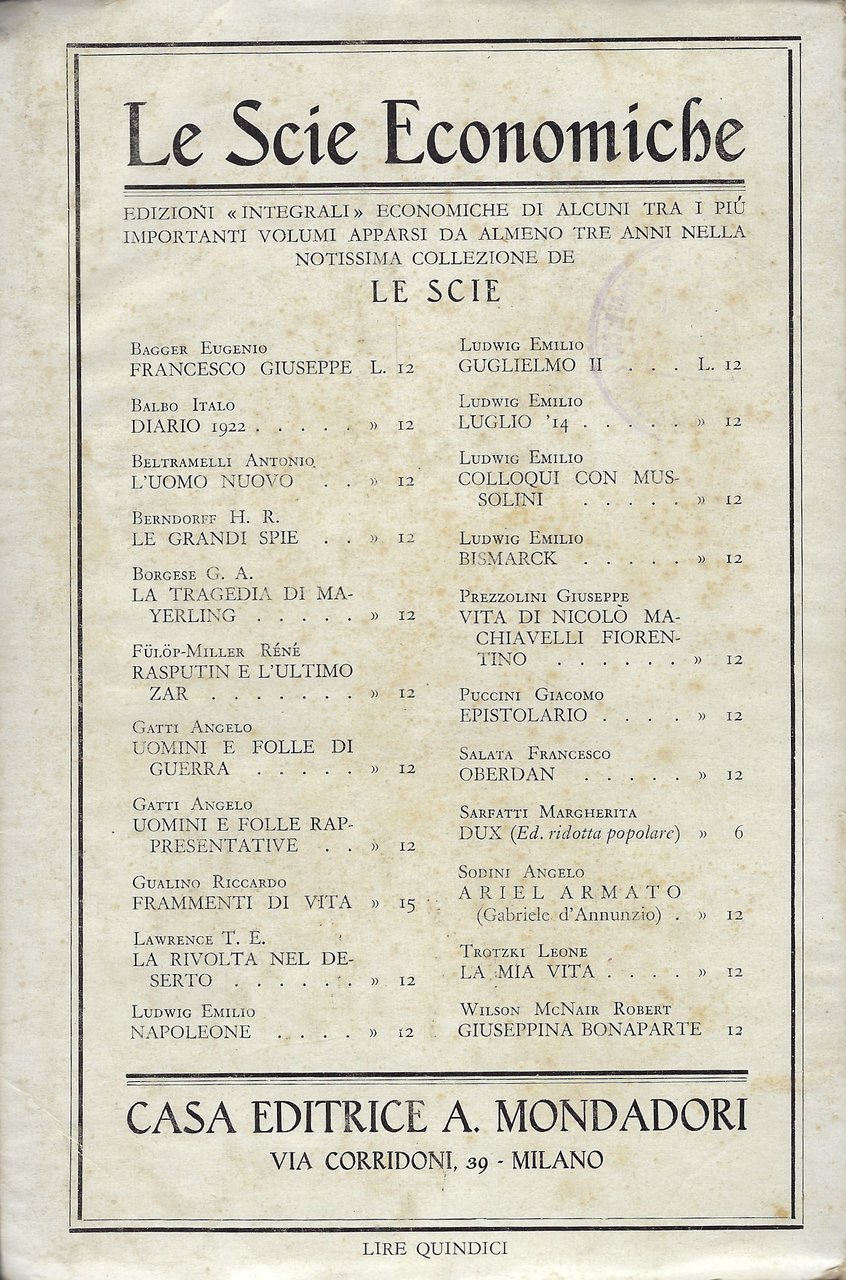 Le Scie Economiche
EDIZIONI «INTEGRALI» ECONOMICHE DI ALCUNI TRA I PIÚ
IMPORTANTI VOLUMI APPARSI DA ALMENO TRE ANNI NELLA
NOTISSIMA COLLEZIONE DE
LE SCIE
BAGGER EUGENIO
FRANCESCO GIUSEPPE L. 12
BALBO ITALO
DIARIO 1922 . . . . . » 12
BELTRAMELLI ANTONIO
L'UOMO NUOVO . . » 12
BERNDORFF H. R.
LE GRANDI SPIE . . » 12
BORGESE G. A.
LA TRAGEDIA DI MA-
YERLING . . . . . » 12
FÜLÖP-MILLER RÉNÉ
RASPUTIN E L'ULTIMO
ZAR . . . . . . . » 12
GATTI ANGELO
UOMINI E FOLLE DI
GUERRA . . . . . » 12
GATTI ANGELO
UOMINI E FOLLE RAP-
PRESENTATIVE . . » 12
GUALINO RICCARDO
FRAMMENTI DI VITA » 15
LAWRENCE T. E.
LA RIVOLTA NEL DE-
SERTO . . . . . . » 12
LUDWIG EMILIO
NAPOLEONE . . . . » 12
LUDWIG EMILIO
GUGLIELMO II . . . L. 12
LUDWIG EMILIO
LUGLIO '14 . . . . . » 12
LUDWIG EMILIO
COLLOQUI CON MUS-
SOLINI . . . . . » 12
LUDWIG EMILIO
BISMARCK . . . . . » 12
PREZZOLINI GIUSEPPE
VITA DI NICOLÒ MA-
CHIAVELLI FIOREN-
TINO . . . . . . » 12
PUCCINI GIACOMO
EPISTOLARIO . . . . » 12
SALATA FRANCESCO
OBERDAN . . . . . » 12
SARFATTI MARGHERITA
DUX (Ed. ridotta popolare) » 6
SODINI ANGELO
ARIEL ARMATO
(Gabriele d'Annunzio) . » 12
TROTZKI LEONE
LA MIA VITA . . . . » 12
WILSON MCNAIR ROBERT
GIUSEPPINA BONAPARTE 12
CASA EDITRICE A. MONDADORI
VIA CORRIDONI, 39 - MILANO
LIRE QUINDICI